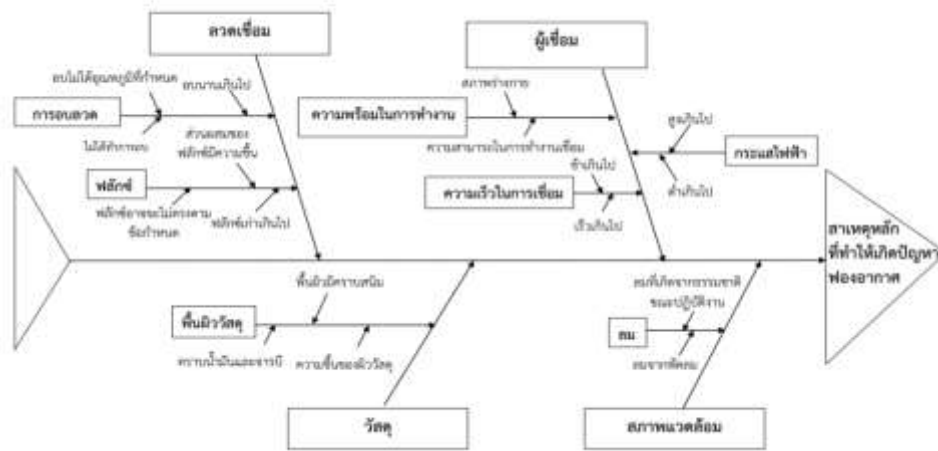 ลวดเชื่อม
ผู้เชื่อม
อบไม่ได้อุณหภูมิที่กำหนด
อบนานเกินไป
การอบลวด
ไม่ได้ทำการอบ
ส่วนผสมของ
ฟลักซ์มีความชื้น
ฟลักซ์
ฟลักซ์อาจจะไม่ตรงตาม
ข้อกำหนด
ฟลักซ์เก่าเกินไป
สภาพร่างกาย
ความพร้อมในการทำงาน
ความสามารถในการทำงานเชื่อม
สูงเกินไป
กระแสไฟฟ้า
ต่ำเกินไป
ช้าเกินไป
ความเร็วในการเชื่อม
เร็วเกินไป
สาเหตุหลัก
ที่ทำให้เกิดปัญหา
ฟองอากาศ
พื้นผิวมีคราบสนิม
พื้นผิววัสดุ
คราบน้ำมันและจารบี
ความชื้นของผิววัสดุ
ลมที่เกิดจากธรรมชาติ
ขณะปฏิบัติงาน
ลม
ลมจากพัดลม
วัสดุ
สภาพแวดล้อม